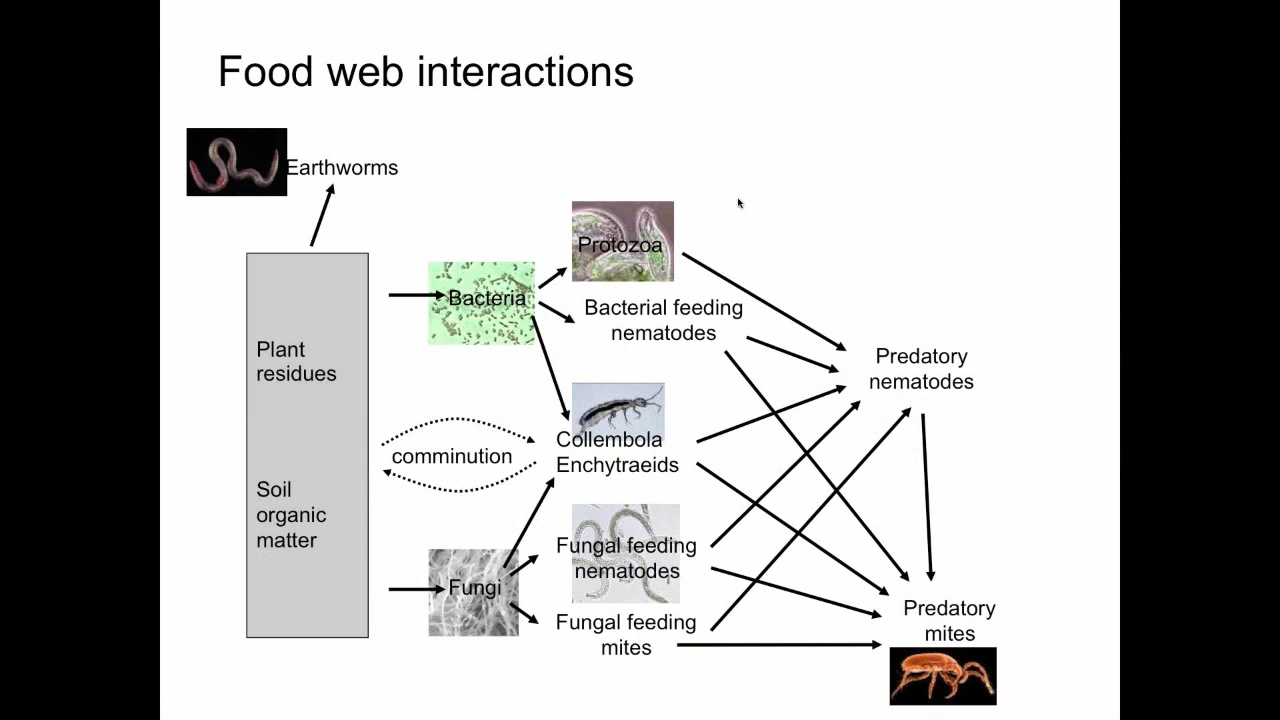 Food web interactions
Earthworms
Protozoa
Bacteria
Bacterial feeding
nematodes
Plant
residues
Predatory
nematodes
comminution
Collembola
Enchytraeids
Soil
organic
matter
Fungi
Fungal feeding
nematodes
Fungal feeding
mites
Predatory
mites